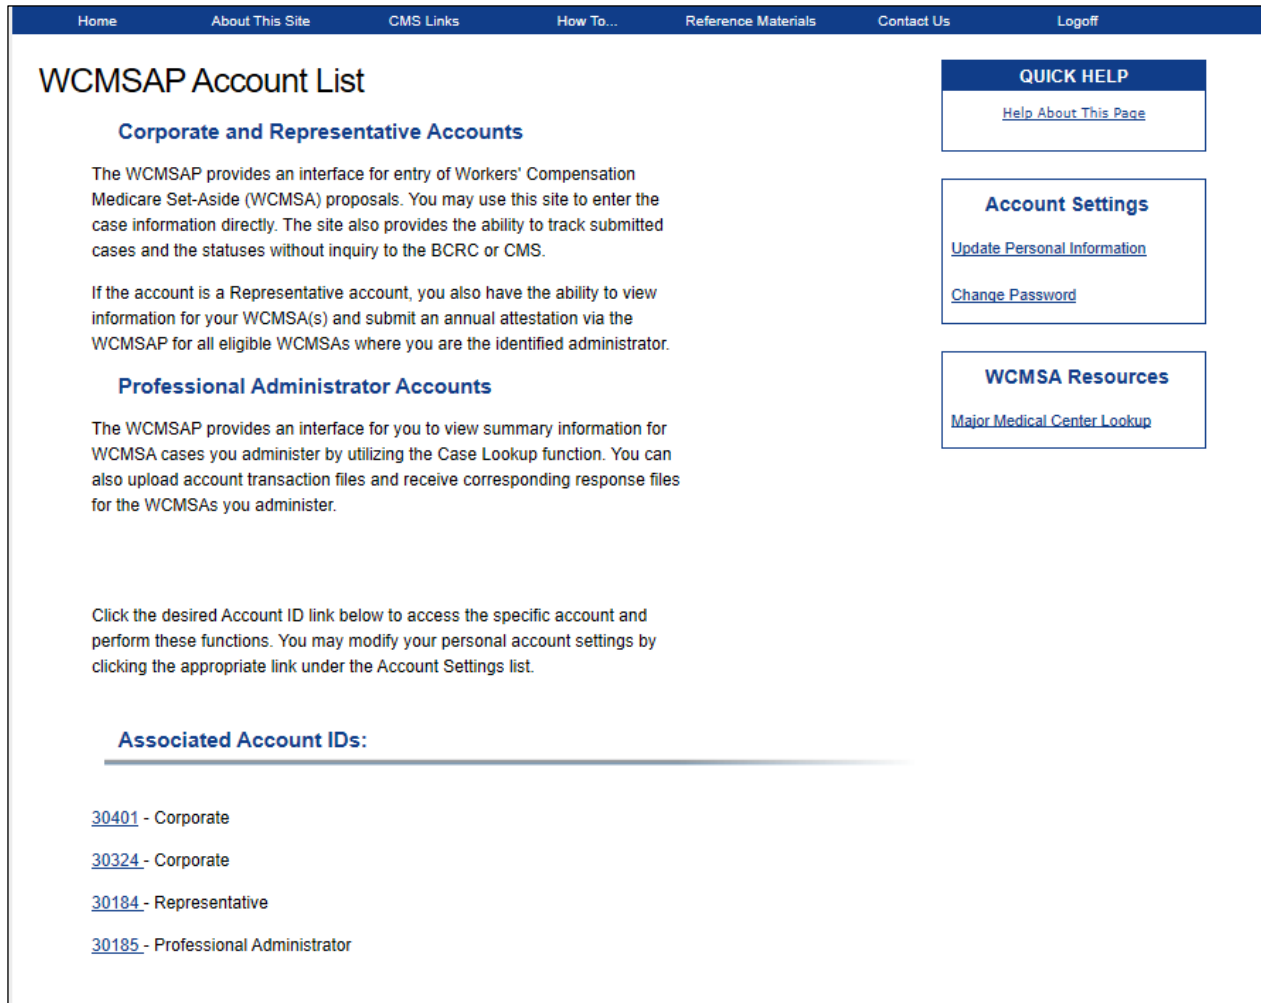 Home About This Site CMS Links How To... Reference Materials Contact Us Logoff
WCMSAP Account List
Corporate and Representative Accounts
The WCMSAP provides an interface for entry of Workers' Compensation
Medicare Set-Aside (WCMSA) proposals. You may use this site to enter the
case information directly. The site also provides the ability to track submitted
cases and the statuses without inquiry to the BCRC or CMS.
If the account is a Representative account, you also have the ability to view
information for your WCMSA(s) and submit an annual attestation via the
WCMSAP for all eligible WCMSAs where you are the identified administrator.
Professional Administrator Accounts
The WCMSAP provides an interface for you to view summary information for
WCMSA cases you administer by utilizing the Case Lookup function. You can
also upload account transaction files and receive corresponding response files
for the WCMSAs you administer.
Click the desired Account ID link below to access the specific account and
perform these functions. You may modify your personal account settings by
clicking the appropriate link under the Account Settings list.
Associated Account IDs:
30401 - Corporate
30324 - Corporate
30184 - Representative
30185 - Professional Administrator
QUICK HELP
Help About This Page
Account Settings
Update Personal Information
Change Password
WCMSA Resources
Major Medical Center Lookup